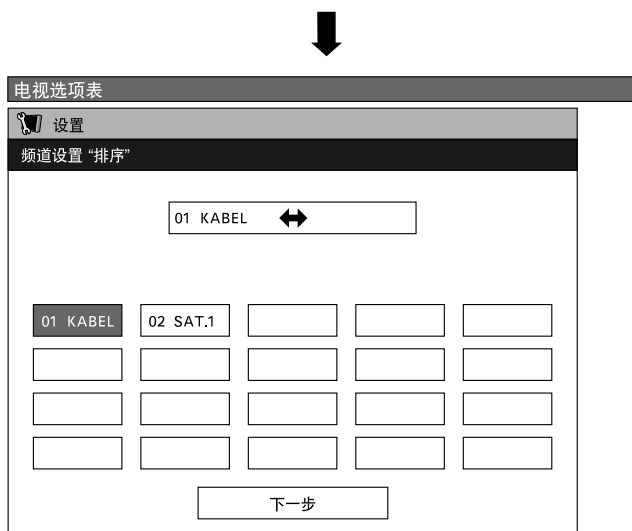 电视选项表
设置
频道设置 “排序”
01 KABEL
01 KABEL
02 SAT.1
下一步